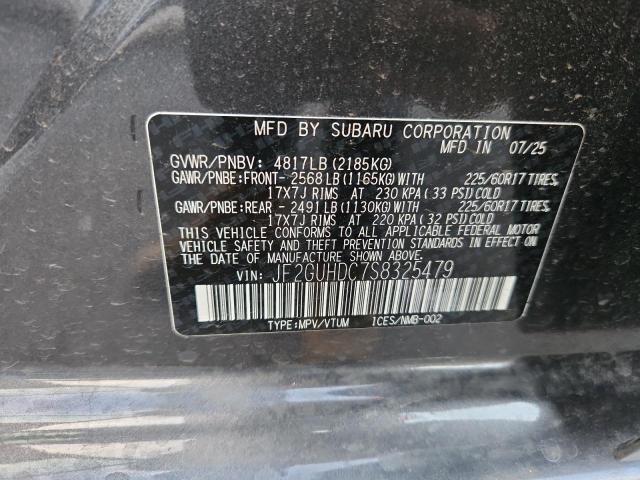 MFD BY SUBARU CORPORATION
MFD IN 07/25
GVWR/PNBV: 4817LB(2185KG)
GAWR/PNBE:FRONT-2568LB(1165KG)WITH 225/60R17 TIRES,
17X7J RIMS AT 230 KPA(33 PSI)COLD
GAWR/PNBE:REAR -2491LB(1130KG)WITH 225/60R17 TIRES,
17X7J RIMS AT 220 KPA(32 PSI)COLD
THIS VEHICLE CONFORMS TO ALL APPLICABLE FEDERAL MOTOR
VEHICLE SAFETY AND THEFT PREVENTION STANDARDS IN EFFECT ON
THE DATE OF MANUFACTURE SHOWN ABOVE.
VIN: JF2GUHDC7S8325479
TYPE:MPV/VTUM ICES/NMB-002